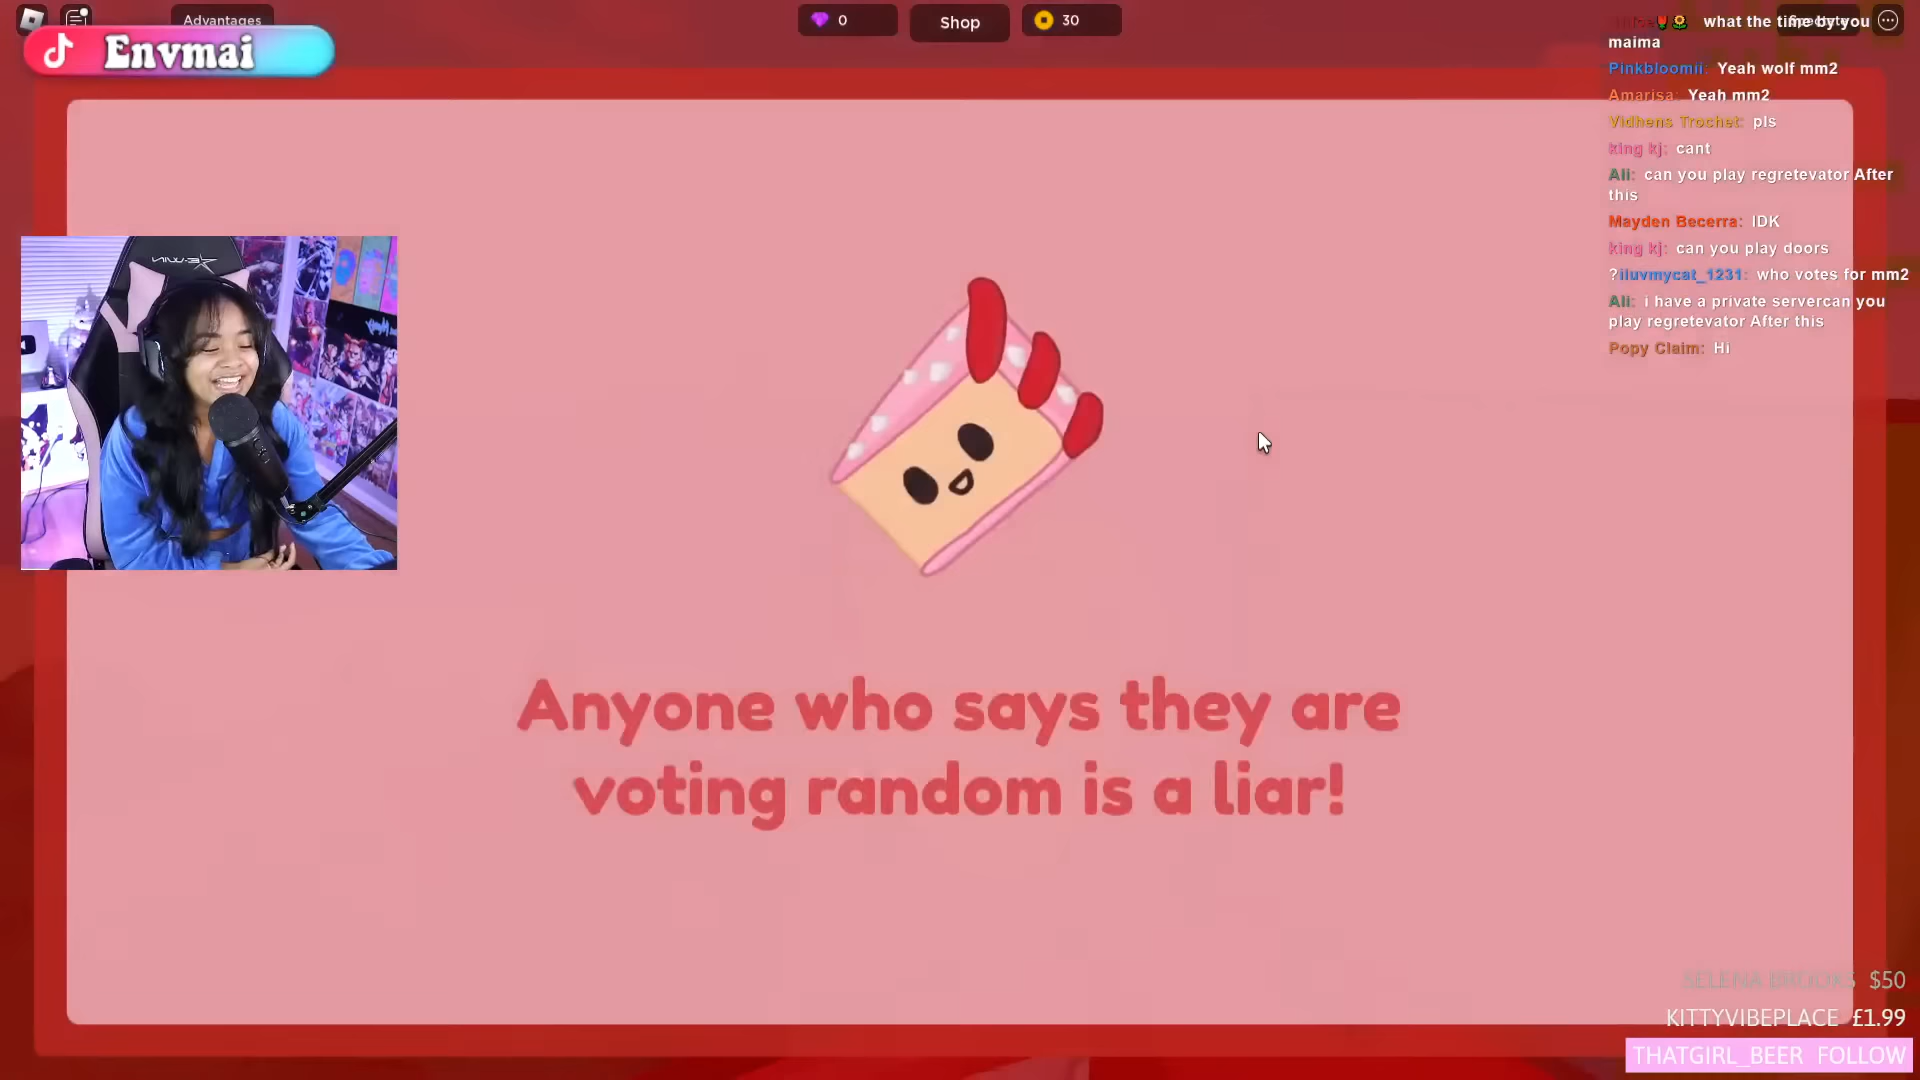 Advantages
0
Shop
30
Envmai
what the time by you
maima
Pinkbloomii: Yeah wolf mm2
Amarisa: Yeah mm2
Vidhens Trochet: pls
king kj: cant
Ali: can you play regretevator After
this
Mayden Becerra: IDK
king kj: can you play doors
?iluvmycat_1231: who votes for mm2
Ali: i have a private servercan you
play regretevator After this
Popy Claim: Hi
Anyone who says they are
voting random is a liar!
SELENA BROOKS $50
KITTYVIBEPLACE £1.99
THATGIRL_BEER FOLLOW